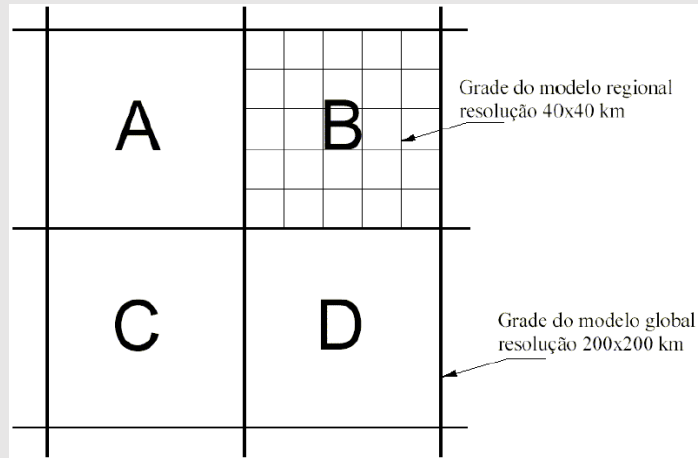 A
B
Grade do modelo regional
resolução 40x40 km
C
D
Grade do modelo global
resolução 200x200 km